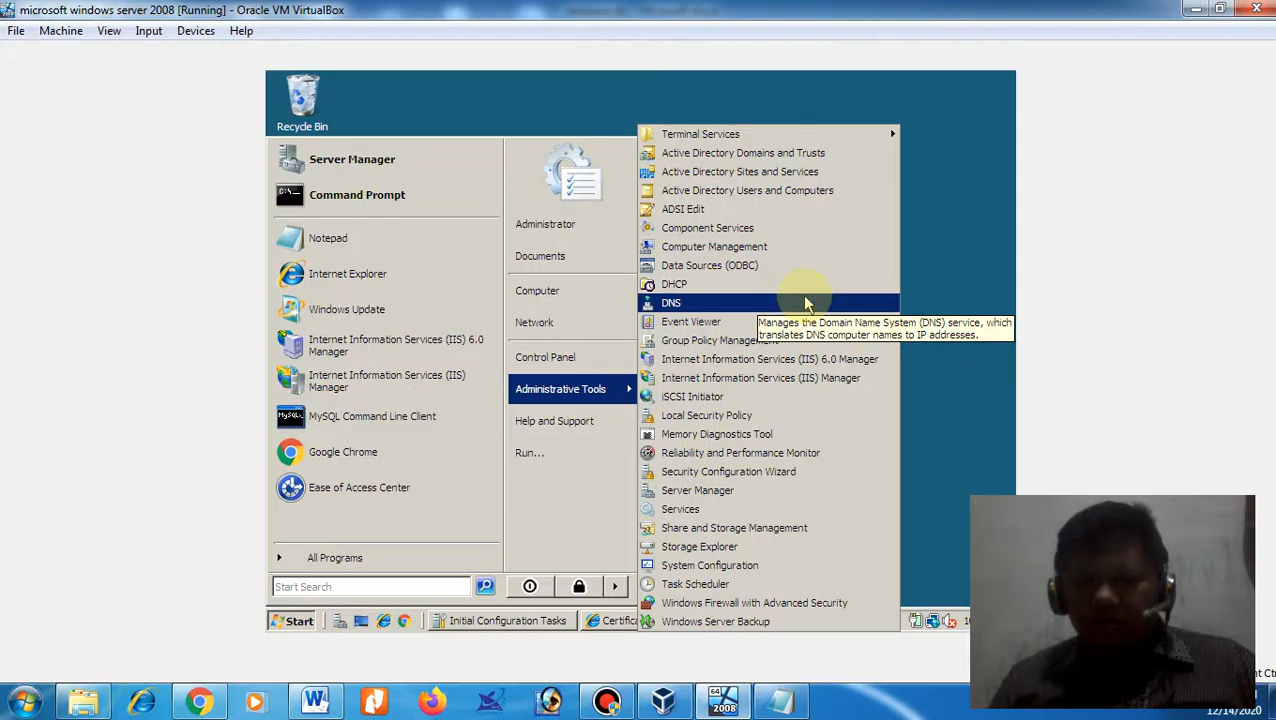 microsoft windows server 2008 [Running] - Oracle VM VirtualBox
File Machine View Input Devices Help
Recycle Bin
Server Manager
Command Prompt
Notepad
Internet Explorer
Windows Update
Internet Information Services (IIS) 6.0
Manager
Internet Information Services (IIS)
Manager
MySQL Command Line Client
Google Chrome
Ease of Access Center
All Programs
Start Search
Administrator
Documents
Computer
Network
Control Panel
Administrative Tools
Help and Support
Run...
Terminal Services
Active Directory Domains and Trusts
Active Directory Sites and Services
Active Directory Users and Computers
ADSI Edit
Component Services
Computer Management
Data Sources (ODBC)
DHCP
DNS
Manages the Domain Name System (DNS) service, which
translates DNS computer names to IP addresses.
Event Viewer
Group Policy Management
Internet Information Services (IIS) 6.0 Manager
Internet Information Services (IIS) Manager
iSCSI Initiator
Local Security Policy
Memory Diagnostics Tool
Reliability and Performance Monitor
Security Configuration Wizard
Server Manager
Services
Share and Storage Management
Storage Explorer
System Configuration
Task Scheduler
Windows Firewall with Advanced Security
Windows Server Backup
Start
Initial Configuration Tasks
Certifica
64
2008
12/14/2020